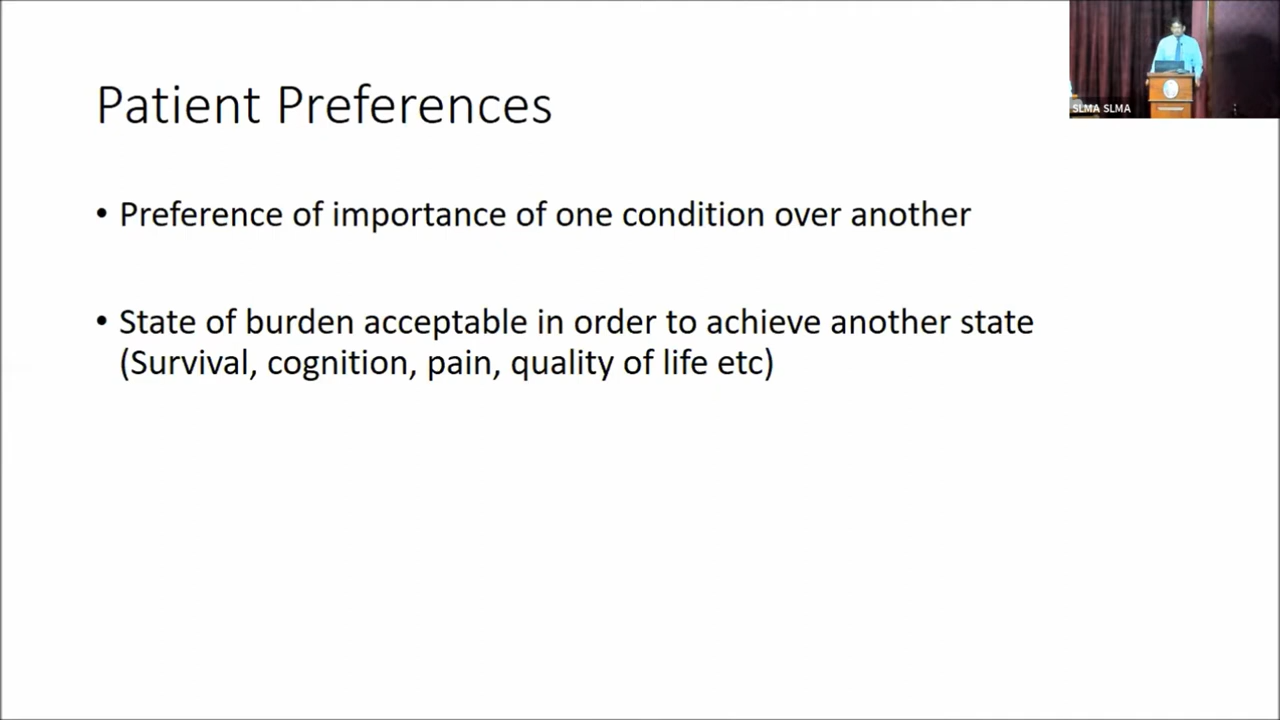 Patient Preferences
SLMA SLMA
• Preference of importance of one condition over another
• State of burden acceptable in order to achieve another state
(Survival, cognition, pain, quality of life etc)